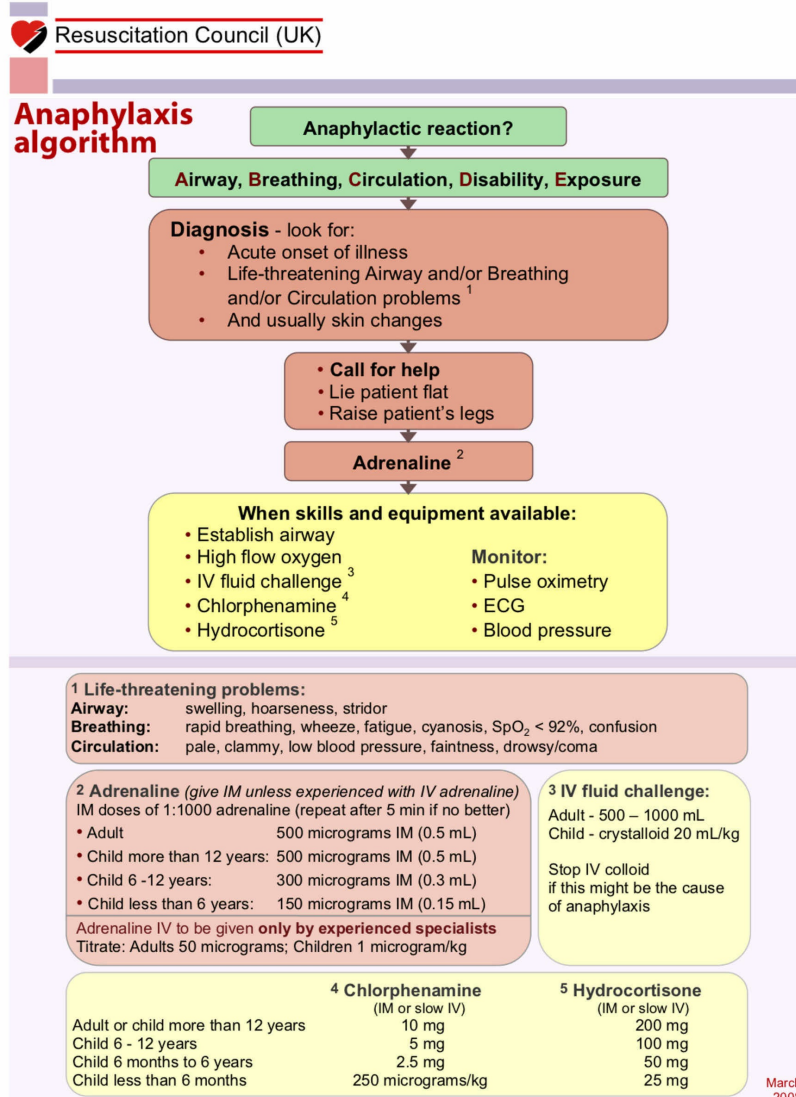 Resuscitation Council (UK)
Anaphylaxis
algorithm
Anaphylactic reaction?
Airway, Breathing, Circulation, Disability, Exposure
Diagnosis - look for:
• Acute onset of illness
• Life-threatening Airway and/or Breathing
and/or Circulation problems 1
• And usually skin changes
• Call for help
• Lie patient flat
• Raise patient's legs
Adrenaline 2
When skills and equipment available:
• Establish airway
• High flow oxygen
• IV fluid challenge 3
• Chlorphenamine 4
• Hydrocortisone 5
Monitor:
• Pulse oximetry
• ECG
• Blood pressure
1 Life-threatening problems:
Airway: swelling, hoarseness, stridor
Breathing: rapid breathing, wheeze, fatigue, cyanosis, SpO2 < 92%, confusion
Circulation: pale, clammy, low blood pressure, faintness, drowsy/coma
2 Adrenaline (give IM unless experienced with IV adrenaline)
IM doses of 1:1000 adrenaline (repeat after 5 min if no better)
• Adult 500 micrograms IM (0.5 mL)
• Child more than 12 years: 500 micrograms IM (0.5 mL)
• Child 6 -12 years: 300 micrograms IM (0.3 mL)
• Child less than 6 years: 150 micrograms IM (0.15 mL)
Adrenaline IV to be given only by experienced specialists
Titrate: Adults 50 micrograms; Children 1 microgram/kg
3 IV fluid challenge:
Adult - 500 – 1000 mL
Child - crystalloid 20 mL/kg
Stop IV colloid
if this might be the cause
of anaphylaxis
4 Chlorphenamine 5 Hydrocortisone
(IM or slow IV) (IM or slow IV)
Adult or child more than 12 years 10 mg 200 mg
Child 6 - 12 years 5 mg 100 mg
Child 6 months to 6 years 2.5 mg 50 mg
Child less than 6 months 250 micrograms/kg 25 mg
March